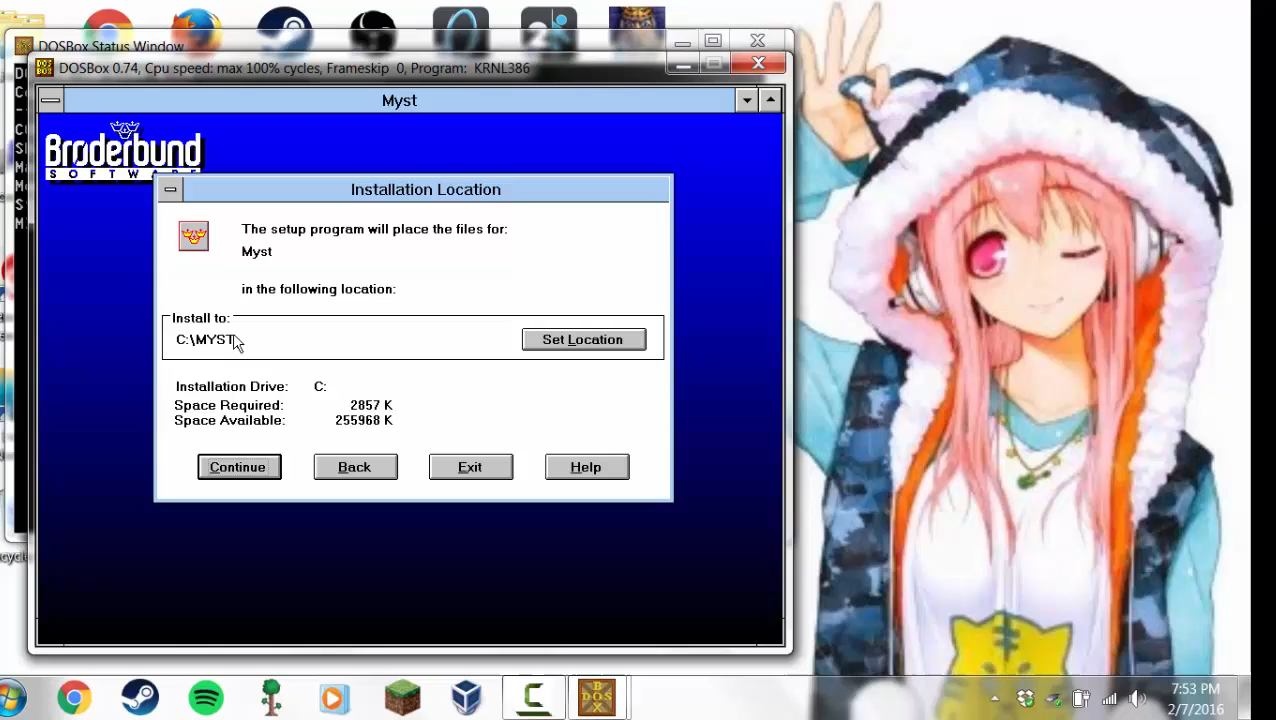 DOSBox Status Window
DOSBox 0.74, Cpu speed: max 100% cycles, Frameskip 0, Program: KRNL386
Myst
Brøderbund
Installation Location
The setup program will place the files for:
Myst
in the following location:
Install to:
C:\MYST
Set Location
Installation Drive: C:
Space Required: 2857 K
Space Available: 255968 K
Continue
Back
Exit
Help
7:53 PM
2/7/2016